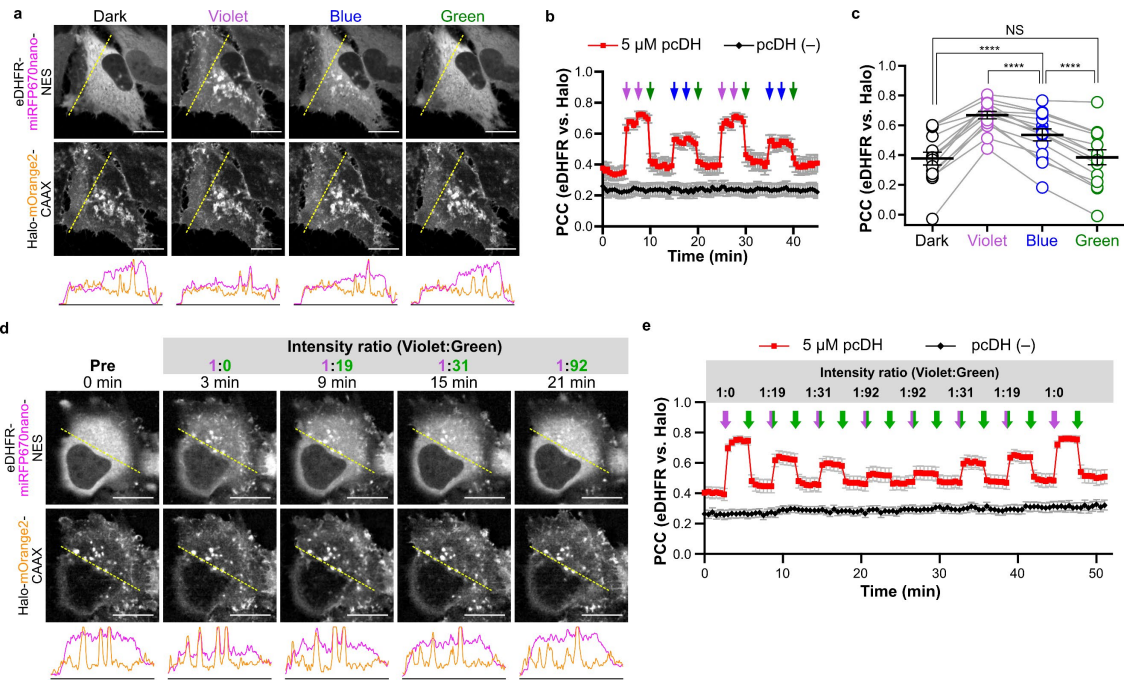 a
Dark
Violet
Blue
Green
eDHFR-
miRFP670nano-
NES
Halo-mOrange2-
CAAX
b
5 µM pcDH
pcDH (–)
PCC (eDHFR vs. Halo)
1.0
0.8
0.6
0.4
0.2
0.0
0
10
20
30
40
Time (min)
c
NS
****
****
****
PCC (eDHFR vs. Halo)
1.0
0.8
0.6
0.4
0.2
0.0
Dark
Violet
Blue
Green
d
Intensity ratio (Violet:Green)
Pre
1:0
1:19
1:31
1:92
0 min
3 min
9 min
15 min
21 min
eDHFR-
miRFP670nano-
NES
Halo-mOrange2-
CAAX
e
5 µM pcDH
pcDH (–)
Intensity ratio (Violet:Green)
1:0
1:19
1:31
1:92
1:92
1:31
1:19
1:0
PCC (eDHFR vs. Halo)
1.0
0.8
0.6
0.4
0.2
0.0
0
10
20
30
40
50
Time (min)